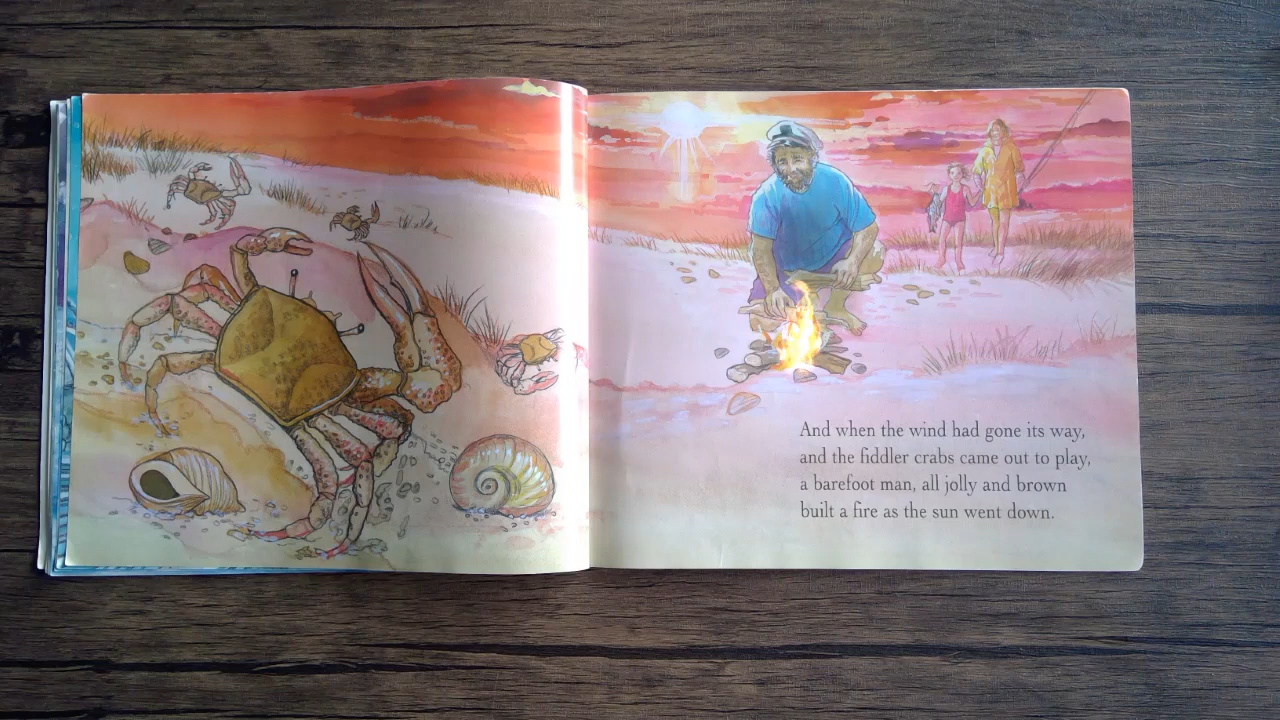 And when the wind had gone its way,
and the fiddler crabs came out to play,
a barefoot man, all jolly and brown
built a fire as the sun went down.